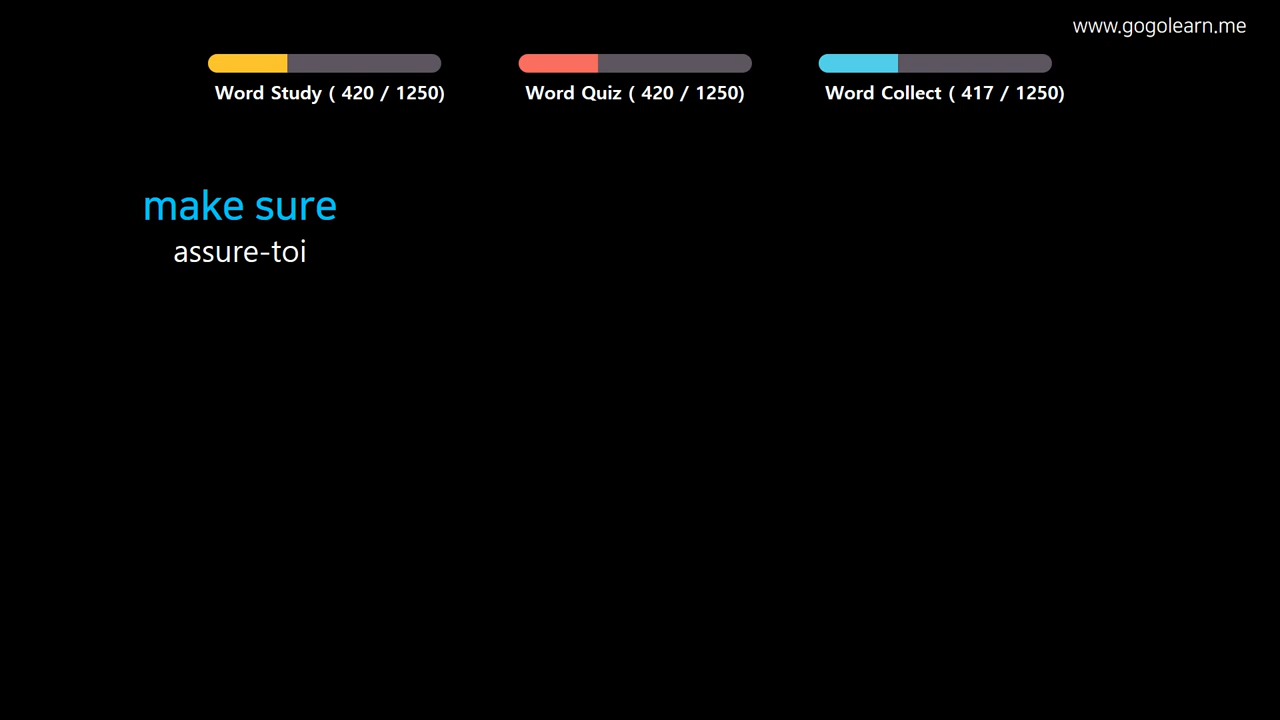 www.gogolearn.me
Word Study ( 420 / 1250)
Word Quiz ( 420 / 1250)
Word Collect ( 417 / 1250)
make sure
assure-toi